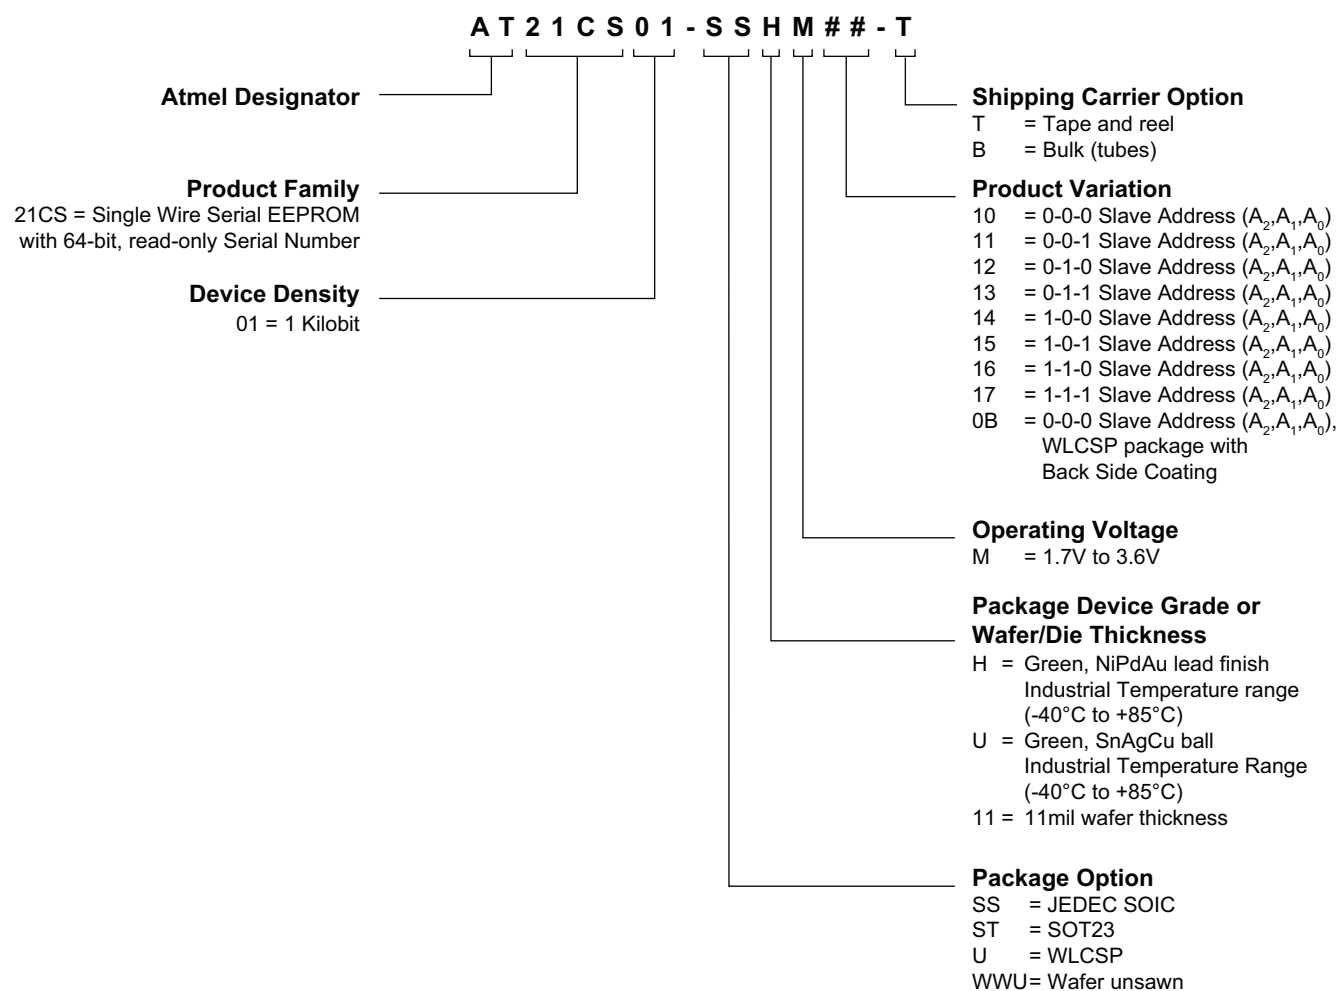 AT21CS01-SSHM##-T
Atmel Designator
Product Family
21CS = Single Wire Serial EEPROM
with 64-bit, read-only Serial Number
Device Density
01 = 1 Kilobit
Shipping Carrier Option
T = Tape and reel
B = Bulk (tubes)
Product Variation
10 = 0-0-0 Slave Address (A2,A1,A0)
11 = 0-0-1 Slave Address (A2,A1,A0)
12 = 0-1-0 Slave Address (A2,A1,A0)
13 = 0-1-1 Slave Address (A2,A1,A0)
14 = 1-0-0 Slave Address (A2,A1,A0)
15 = 1-0-1 Slave Address (A2,A1,A0)
16 = 1-1-0 Slave Address (A2,A1,A0)
17 = 1-1-1 Slave Address (A2,A1,A0)
0B = 0-0-0 Slave Address (A2,A1,A0),
WLCSP package with
Back Side Coating
Operating Voltage
M = 1.7V to 3.6V
Package Device Grade or
Wafer/Die Thickness
H = Green, NiPdAu lead finish
Industrial Temperature range
(-40°C to +85°C)
U = Green, SnAgCu ball
Industrial Temperature Range
(-40°C to +85°C)
11 = 11mil wafer thickness
Package Option
SS = JEDEC SOIC
ST = SOT23
U = WLCSP
WWU= Wafer unsawn